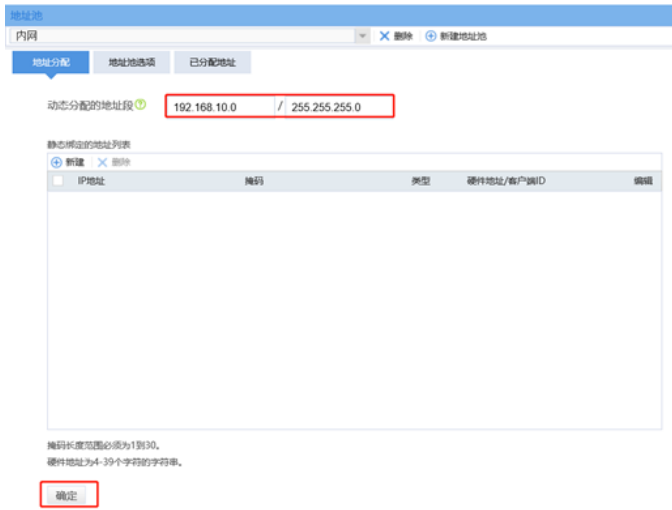 地址池
内网 删除 新建地址池
地址分配 地址池选项 已分配地址
动态分配的地址段 192.168.10.0 / 255.255.255.0
静态绑定的地址列表
新建 删除
IP地址 掩码 类型 硬件地址/客户端ID 编辑
掩码长度范围必须为1到30。
硬件地址为4-39个字符的字符串。
确定